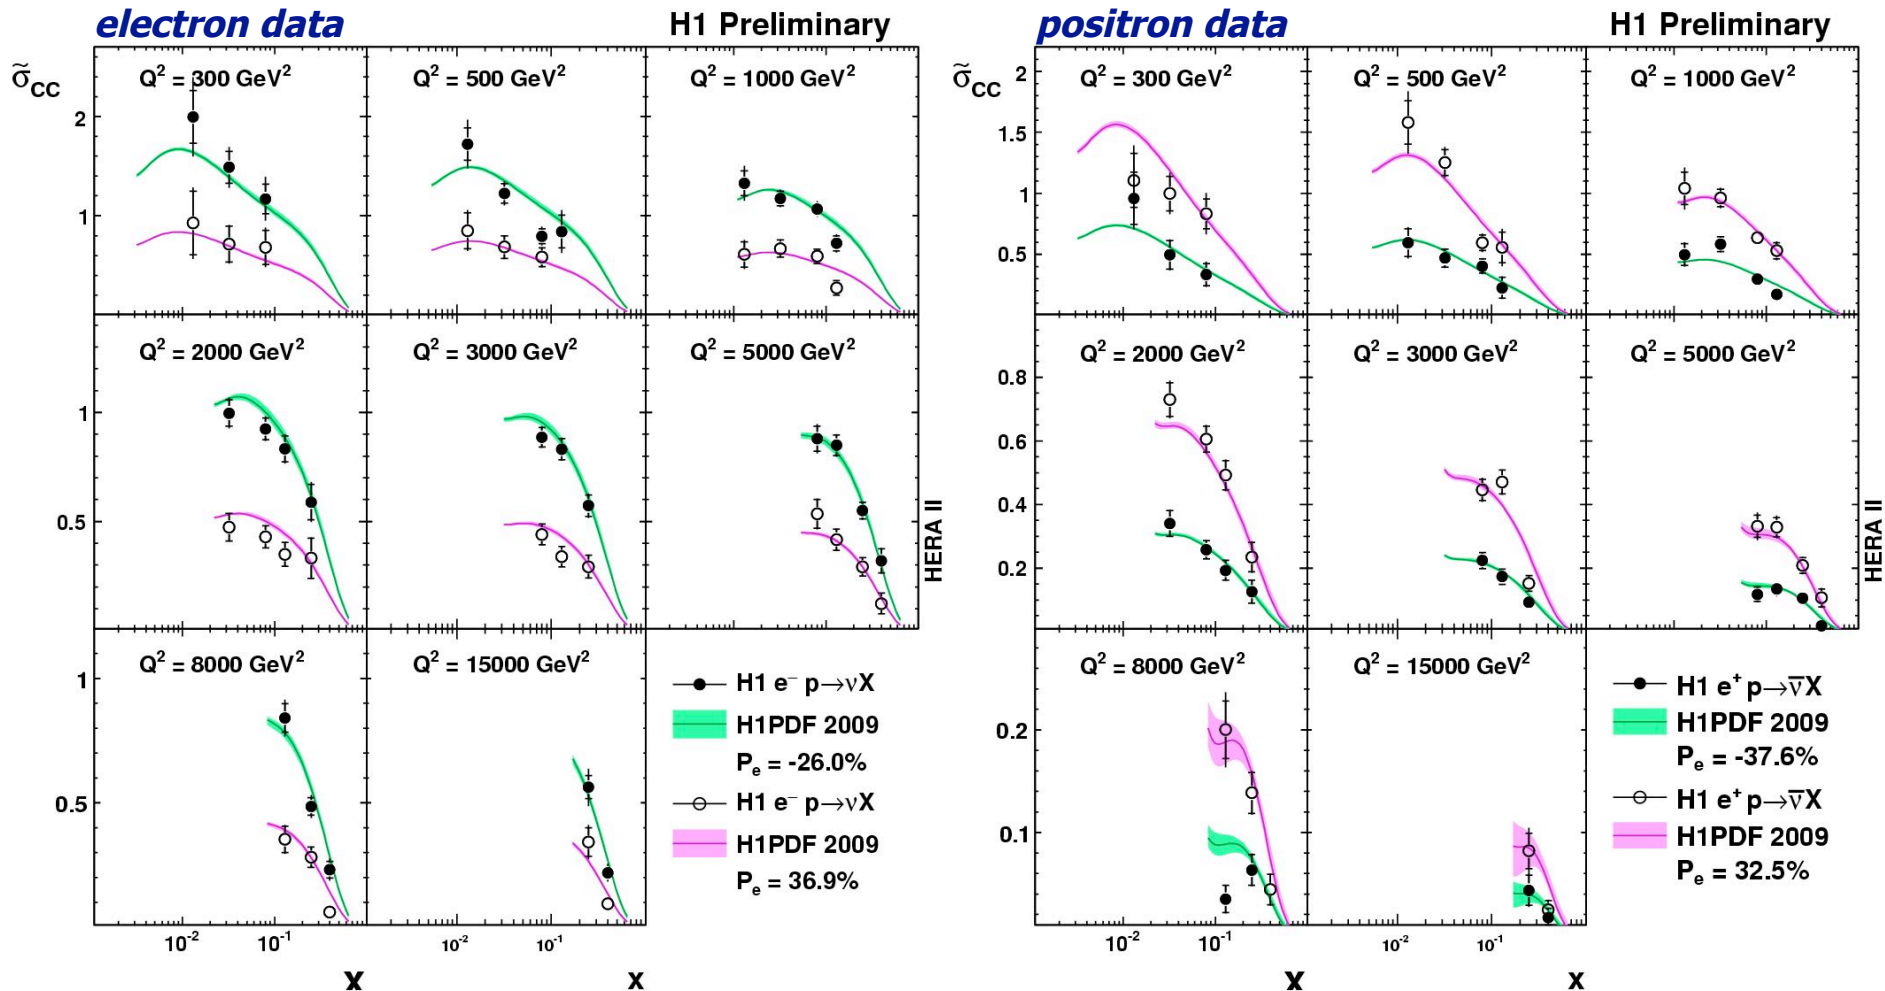 electron data
H1 Preliminary
σ̃CC
Q² = 300 GeV²
Q² = 500 GeV²
Q² = 1000 GeV²
2
1
Q² = 2000 GeV²
Q² = 3000 GeV²
Q² = 5000 GeV²
1
0.5
HERA II
Q² = 8000 GeV²
Q² = 15000 GeV²
1
0.5
H1 e⁻ p→νX
H1PDF 2009
Pₑ = -26.0%
H1 e⁻ p→νX
H1PDF 2009
Pₑ = 36.9%
10⁻² 10⁻¹ 10⁻² 10⁻¹
x x
positron data
H1 Preliminary
σ̃CC
Q² = 300 GeV²
Q² = 500 GeV²
Q² = 1000 GeV²
2
1.5
1
0.5
Q² = 2000 GeV²
Q² = 3000 GeV²
Q² = 5000 GeV²
0.8
0.6
0.4
0.2
HERA II
Q² = 8000 GeV²
Q² = 15000 GeV²
0.2
0.1
H1 e⁺ p→ν̅X
H1PDF 2009
Pₑ = -37.6%
H1 e⁺ p→ν̅X
H1PDF 2009
Pₑ = 32.5%
10⁻² 10⁻¹ 10⁻² 10⁻¹
x x